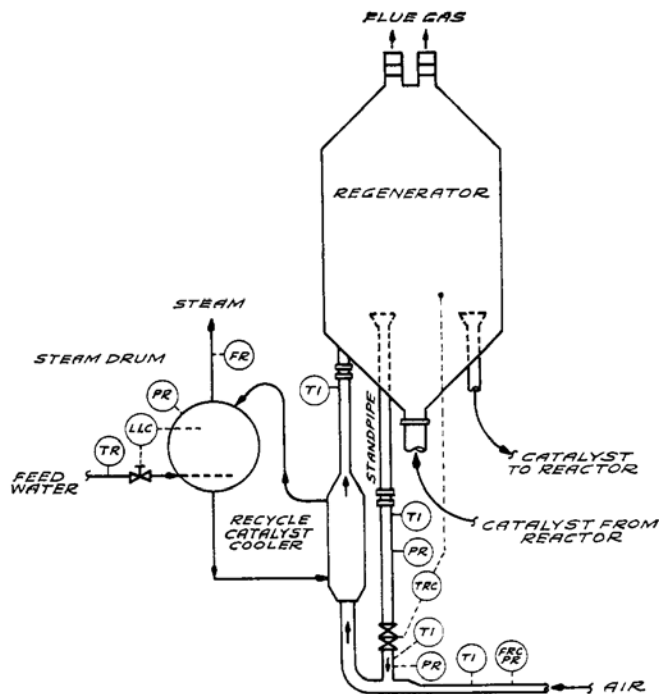 FLUE GAS
REGENERATOR
STEAM
FR
STEAM DRUM
PR
TI
LLC
TR
FEED
WATER
STANDPIPE
CATALYST
TO REACTOR
RECYCLE
CATALYST
COOLER
TI
CATALYST FROM
REACTOR
PR
TRC
TI
PR
TI
FRC
PR
AIR